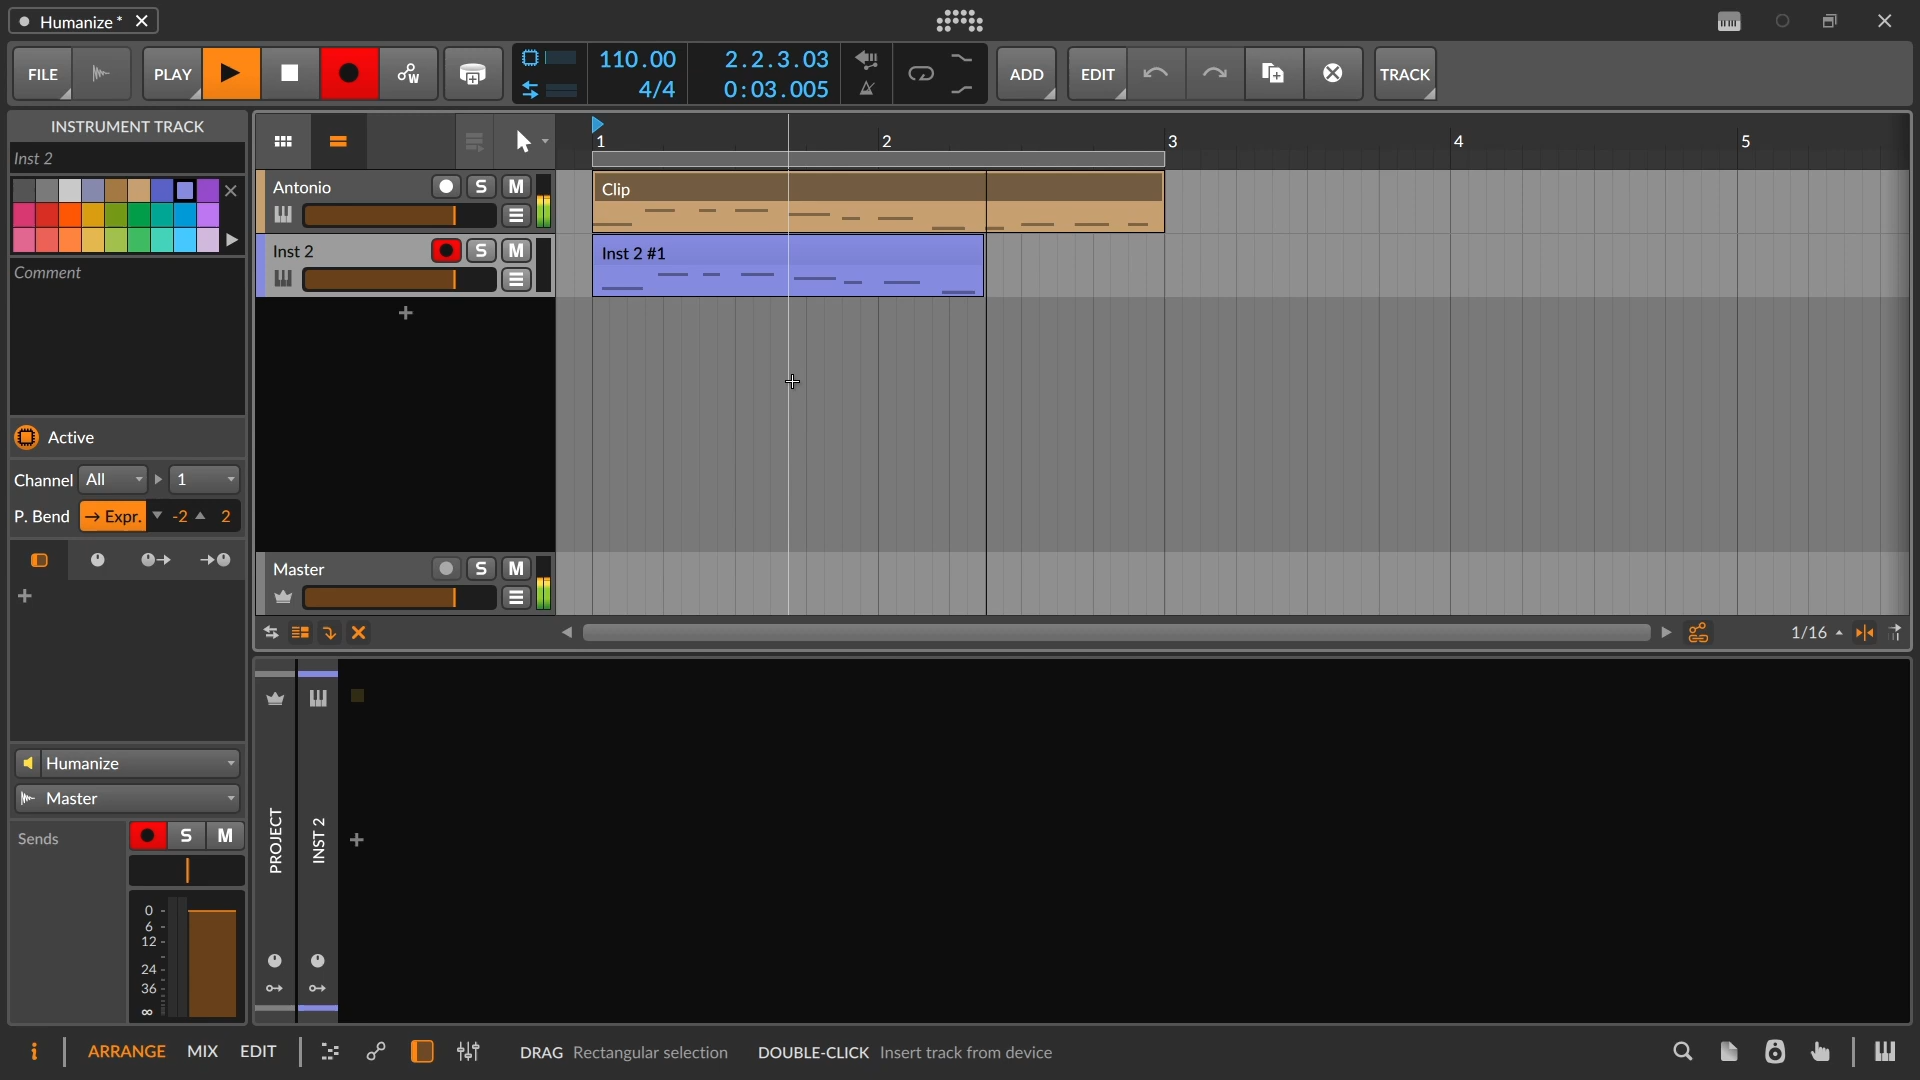 Humanize *
FILE
PLAY
110.00
4/4
2.2.3.03
0:03.005
ADD
EDIT
TRACK
INSTRUMENT TRACK
Inst 2
Comment
Active
Channel All 1
P. Bend Expr. -2 2
Humanize
Master
Sends
S M
0
6
12
24
36
∞
1 2 3 4 5
Antonio S M
Clip
Inst 2 S M
Inst 2 #1
Master S M
1/16
PROJECT
INST 2
ARRANGE MIX EDIT
DRAG Rectangular selection DOUBLE-CLICK Insert track from device